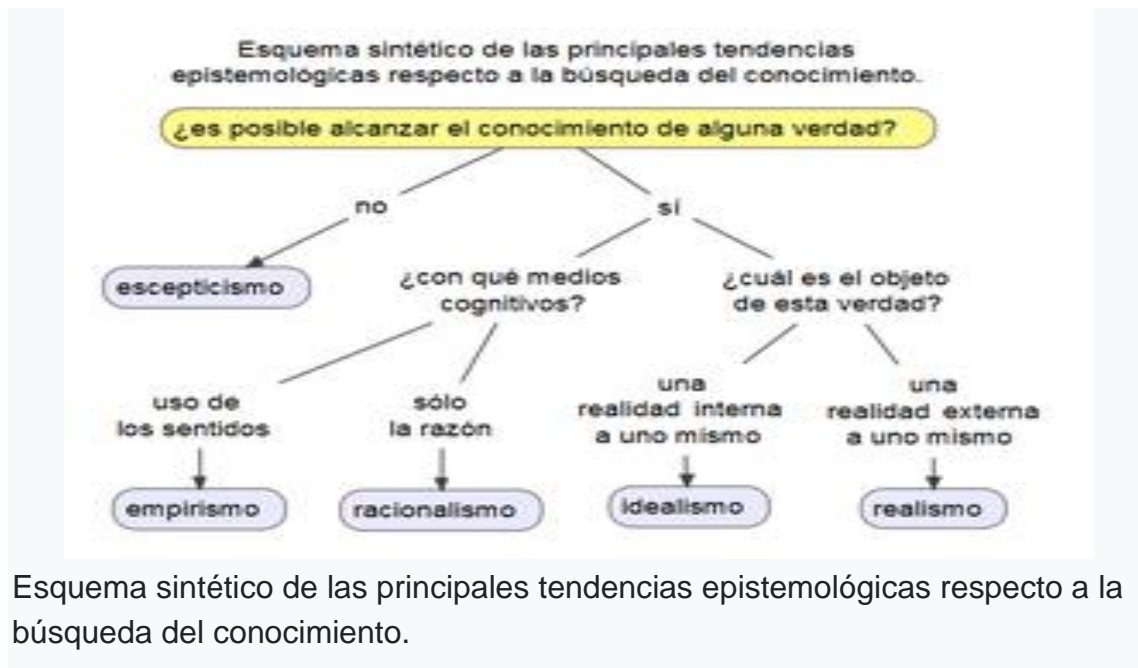 Esquema sintético de las principales tendencias
epistemológicas respecto a la búsqueda del conocimiento.
¿es posible alcanzar el conocimiento de alguna verdad?
no
sí
escepticismo
¿con qué medios
cognitivos?
¿cuál es el objeto
de esta verdad?
uso de
los sentidos
sólo
la razón
una
realidad interna
a uno mismo
una
realidad externa
a uno mismo
empirismo
racionalismo
idealismo
realismo
Esquema sintético de las principales tendencias epistemológicas respecto a la
búsqueda del conocimiento.